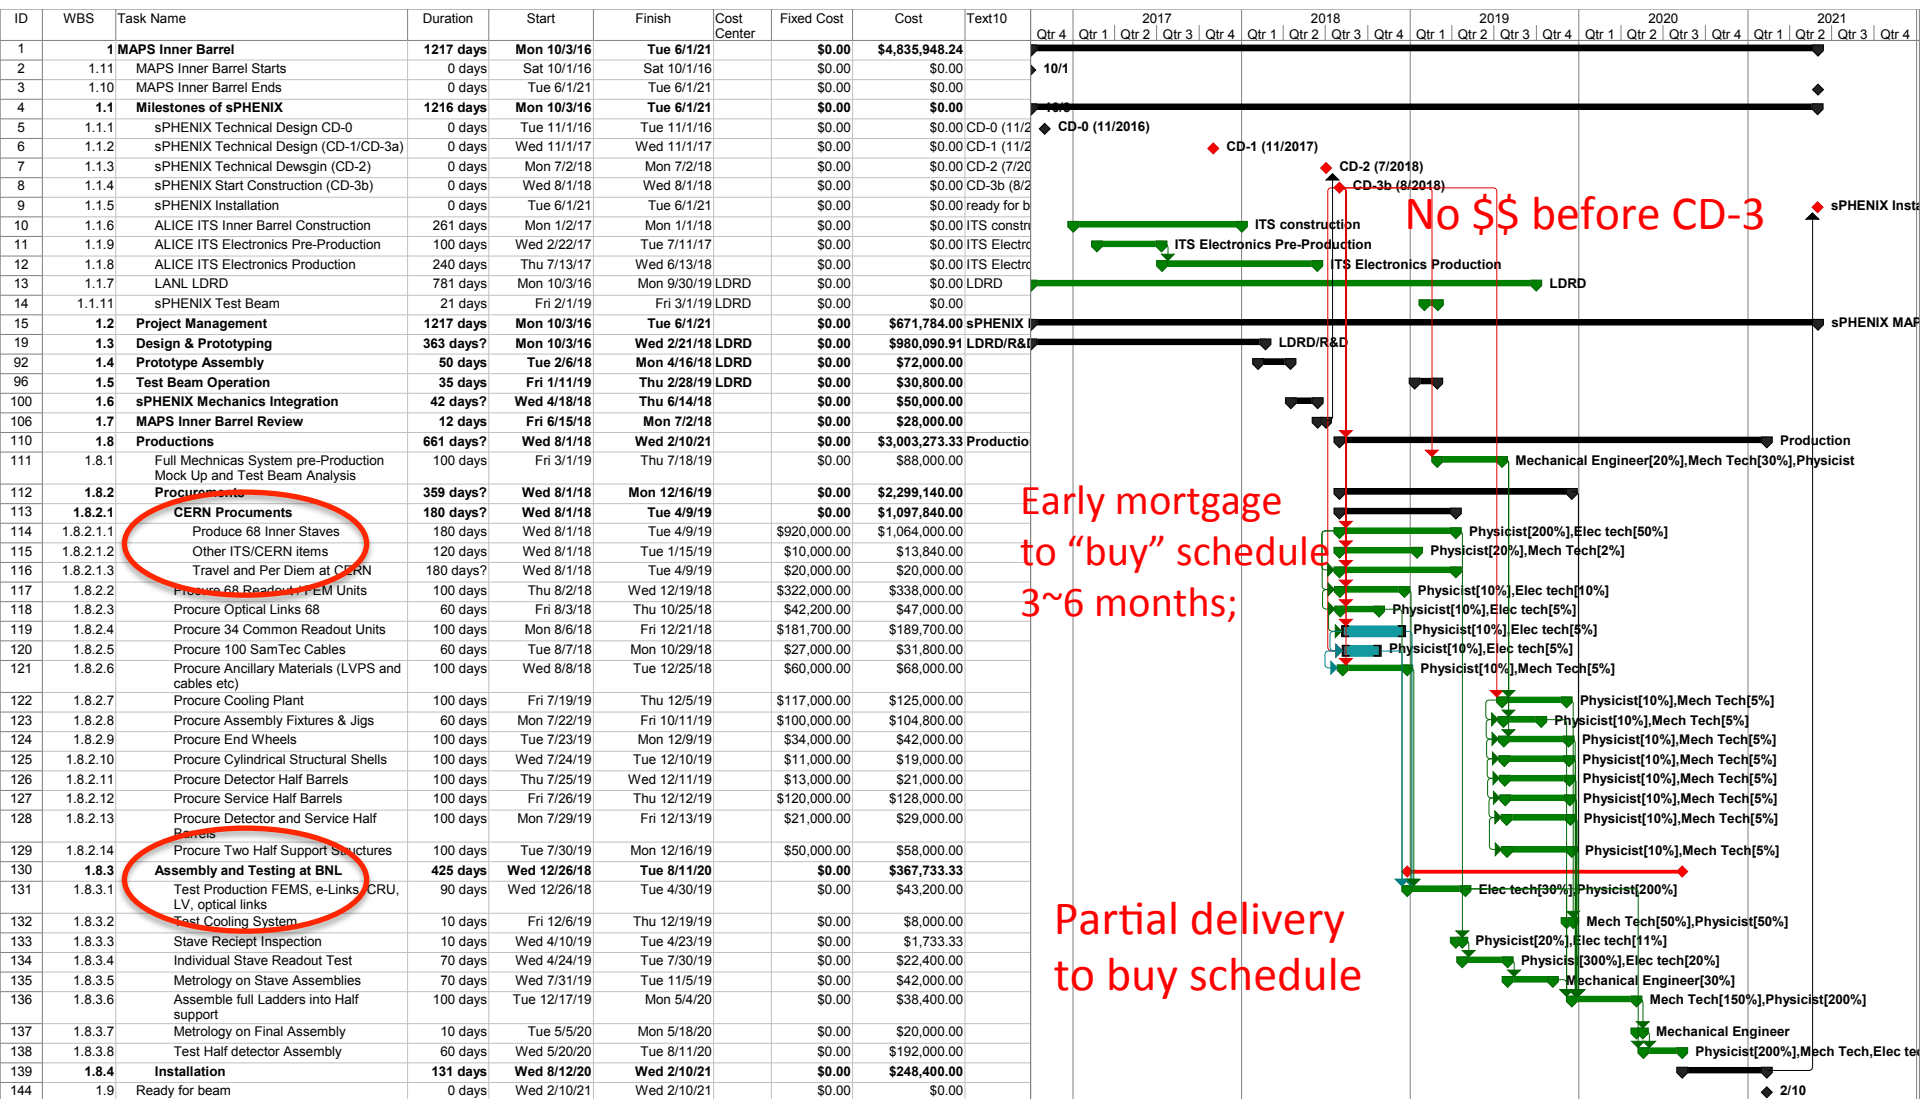 ID WBS Task Name Duration Start Finish Cost Center Fixed Cost Cost Text10 2017 2018 2019 2020 2021
Qtr 4 Qtr 1 Qtr 2 Qtr 3 Qtr 4 Qtr 1 Qtr 2 Qtr 3 Qtr 4 Qtr 1 Qtr 2 Qtr 3 Qtr 4 Qtr 1 Qtr 2 Qtr 3 Qtr 4 Qtr 1 Qtr 2 Qtr 3 Qtr 4
1 1 MAPS Inner Barrel 1217 days Mon 10/3/16 Tue 6/1/21 $0.00 $4,835,948.24
2 1.11 MAPS Inner Barrel Starts 0 days Sat 10/1/16 Sat 10/1/16 $0.00 $0.00 10/1
3 1.10 MAPS Inner Barrel Ends 0 days Tue 6/1/21 Tue 6/1/21 $0.00 $0.00
4 1.1 Milestones of sPHENIX 1216 days Mon 10/3/16 Tue 6/1/21 $0.00 $0.00
5 1.1.1 sPHENIX Technical Design CD-0 0 days Tue 11/1/16 Tue 11/1/16 $0.00 $0.00 CD-0 (11/2 CD-0 (11/2016)
6 1.1.2 sPHENIX Technical Design (CD-1/CD-3a) 0 days Wed 11/1/17 Wed 11/1/17 $0.00 $0.00 CD-1 (11/2 CD-1 (11/2017)
7 1.1.3 sPHENIX Technical Dewsgin (CD-2) 0 days Mon 7/2/18 Mon 7/2/18 $0.00 $0.00 CD-2 (7/20 CD-2 (7/2018)
8 1.1.4 sPHENIX Start Construction (CD-3b) 0 days Wed 8/1/18 Wed 8/1/18 $0.00 $0.00 CD-3b (8/2 CD-3b (8/2018)
9 1.1.5 sPHENIX Installation 0 days Tue 6/1/21 Tue 6/1/21 $0.00 $0.00 ready for b sPHENIX Insta
No $$ before CD-3
10 1.1.6 ALICE ITS Inner Barrel Construction 261 days Mon 1/2/17 Mon 1/1/18 $0.00 $0.00 ITS constru ITS construction
11 1.1.9 ALICE ITS Electronics Pre-Production 100 days Wed 2/22/17 Tue 7/11/17 $0.00 $0.00 ITS Electro ITS Electronics Pre-Production
12 1.1.8 ALICE ITS Electronics Production 240 days Thu 7/13/17 Wed 6/13/18 $0.00 $0.00 ITS Electro ITS Electronics Production
13 1.1.7 LANL LDRD 781 days Mon 10/3/16 Mon 9/30/19 LDRD $0.00 $0.00 LDRD LDRD
14 1.1.11 sPHENIX Test Beam 21 days Fri 2/1/19 Fri 3/1/19 LDRD $0.00 $0.00
15 1.2 Project Management 1217 days Mon 10/3/16 Tue 6/1/21 $0.00 $671,784.00 sPHENIX sPHENIX MAP
19 1.3 Design & Prototyping 363 days? Mon 10/3/16 Wed 2/21/18 LDRD $0.00 $980,090.91 LDRD/R&D LDRD/R&D
92 1.4 Prototype Assembly 50 days Tue 2/6/18 Mon 4/16/18 LDRD $0.00 $72,000.00
96 1.5 Test Beam Operation 35 days Fri 1/11/19 Thu 2/28/19 LDRD $0.00 $30,800.00
100 1.6 sPHENIX Mechanics Integration 42 days? Wed 4/18/18 Thu 6/14/18 $0.00 $50,000.00
106 1.7 MAPS Inner Barrel Review 12 days Fri 6/15/18 Mon 7/2/18 $0.00 $28,000.00
110 1.8 Productions 661 days? Wed 8/1/18 Wed 2/10/21 $0.00 $3,003,273.33 Productio Production
111 1.8.1 Full Mechnicas System pre-Production 100 days Fri 3/1/19 Thu 7/18/19 $0.00 $88,000.00 Mechanical Engineer[20%],Mech Tech[30%],Physicist
Mock Up and Test Beam Analysis
112 1.8.2 Procurements 359 days? Wed 8/1/18 Mon 12/16/19 $0.00 $2,299,140.00
113 1.8.2.1 CERN Procuments 180 days? Wed 8/1/18 Tue 4/9/19 $0.00 $1,097,840.00
114 1.8.2.1.1 Produce 68 Inner Staves 180 days Wed 8/1/18 Tue 4/9/19 $920,000.00 $1,064,000.00 Physicist[200%],Elec tech[50%]
115 1.8.2.1.2 Other ITS/CERN items 120 days Wed 8/1/18 Tue 1/15/19 $10,000.00 $13,840.00 Physicist[20%],Mech Tech[2%]
116 1.8.2.1.3 Travel and Per Diem at CERN 180 days? Wed 8/1/18 Tue 4/9/19 $20,000.00 $20,000.00
Early mortgage
to “buy” schedule
3~6 months;
117 1.8.2.2 Procure 68 Readout / FEM Units 100 days Thu 8/2/18 Wed 12/19/18 $322,000.00 $338,000.00 Physicist[10%],Elec tech[10%]
118 1.8.2.3 Procure Optical Links 68 60 days Fri 8/3/18 Thu 10/25/18 $42,200.00 $47,000.00 Physicist[10%],Elec tech[5%]
119 1.8.2.4 Procure 34 Common Readout Units 100 days Mon 8/6/18 Fri 12/21/18 $181,700.00 $189,700.00 Physicist[10%],Elec tech[5%]
120 1.8.2.5 Procure 100 SamTec Cables 60 days Tue 8/7/18 Mon 10/29/18 $27,000.00 $31,800.00 Physicist[10%],Elec tech[5%]
121 1.8.2.6 Procure Ancillary Materials (LVPS and 100 days Wed 8/8/18 Tue 12/25/18 $60,000.00 $68,000.00 Physicist[10%],Mech Tech[5%]
cables etc)
122 1.8.2.7 Procure Cooling Plant 100 days Fri 7/19/19 Thu 12/5/19 $117,000.00 $125,000.00 Physicist[10%],Mech Tech[5%]
123 1.8.2.8 Procure Assembly Fixtures & Jigs 60 days Mon 7/22/19 Fri 10/11/19 $100,000.00 $104,800.00 Physicist[10%],Mech Tech[5%]
124 1.8.2.9 Procure End Wheels 100 days Tue 7/23/19 Mon 12/9/19 $34,000.00 $42,000.00 Physicist[10%],Mech Tech[5%]
125 1.8.2.10 Procure Cylindrical Structural Shells 100 days Wed 7/24/19 Tue 12/10/19 $11,000.00 $19,000.00 Physicist[10%],Mech Tech[5%]
126 1.8.2.11 Procure Detector Half Barrels 100 days Thu 7/25/19 Wed 12/11/19 $13,000.00 $21,000.00 Physicist[10%],Mech Tech[5%]
127 1.8.2.12 Procure Service Half Barrels 100 days Fri 7/26/19 Thu 12/12/19 $120,000.00 $128,000.00 Physicist[10%],Mech Tech[5%]
128 1.8.2.13 Procure Detector and Service Half 100 days Mon 7/29/19 Fri 12/13/19 $21,000.00 $29,000.00 Physicist[10%],Mech Tech[5%]
Barrels
129 1.8.2.14 Procure Two Half Support Structures 100 days Tue 7/30/19 Mon 12/16/19 $50,000.00 $58,000.00 Physicist[10%],Mech Tech[5%]
130 1.8.3 Assembly and Testing at BNL 425 days Wed 12/26/18 Tue 8/11/20 $0.00 $367,733.33
131 1.8.3.1 Test Production FEMS, e-Links, CRU, 90 days Wed 12/26/18 Tue 4/30/19 $0.00 $43,200.00 Elec tech[30%],Physicist[200%]
LV, optical links
132 1.8.3.2 Test Cooling System 10 days Fri 12/6/19 Thu 12/19/19 $0.00 $8,000.00 Mech Tech[50%],Physicist[50%]
Partial delivery
to buy schedule
133 1.8.3.3 Stave Reciept Inspection 10 days Wed 4/10/19 Tue 4/23/19 $0.00 $1,733.33 Physicist[20%],Elec tech[11%]
134 1.8.3.4 Individual Stave Readout Test 70 days Wed 4/24/19 Tue 7/30/19 $0.00 $22,400.00 Physicist[300%],Elec tech[20%]
135 1.8.3.5 Metrology on Stave Assemblies 70 days Wed 7/31/19 Tue 11/5/19 $0.00 $42,000.00 Mechanical Engineer[30%]
136 1.8.3.6 Assemble full Ladders into Half 100 days Tue 12/17/19 Mon 5/4/20 $0.00 $38,400.00 Mech Tech[150%],Physicist[200%]
support
137 1.8.3.7 Metrology on Final Assembly 10 days Tue 5/5/20 Mon 5/18/20 $0.00 $20,000.00 Mechanical Engineer
138 1.8.3.8 Test Half detector Assembly 60 days Wed 5/20/20 Tue 8/11/20 $0.00 $192,000.00 Physicist[200%],Mech Tech,Elec te
139 1.8.4 Installation 131 days Wed 8/12/20 Wed 2/10/21 $0.00 $248,400.00
144 1.9 Ready for beam 0 days Wed 2/10/21 Wed 2/10/21 $0.00 $0.00 2/10